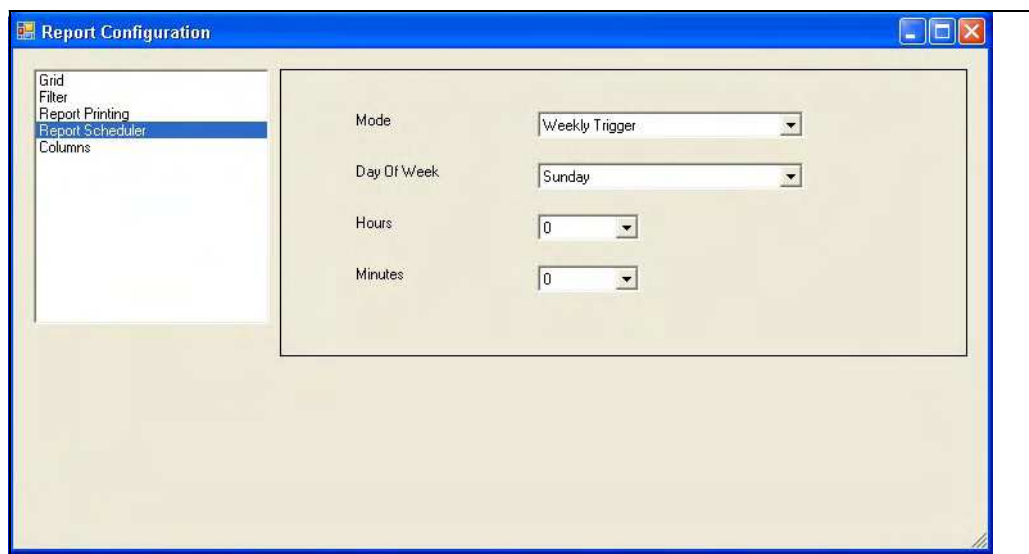 Report Configuration
Grid
Filter
Report Printing
Report Scheduler
Columns
Mode
Weekly Trigger
Day Of Week
Sunday
Hours
0
Minutes
0